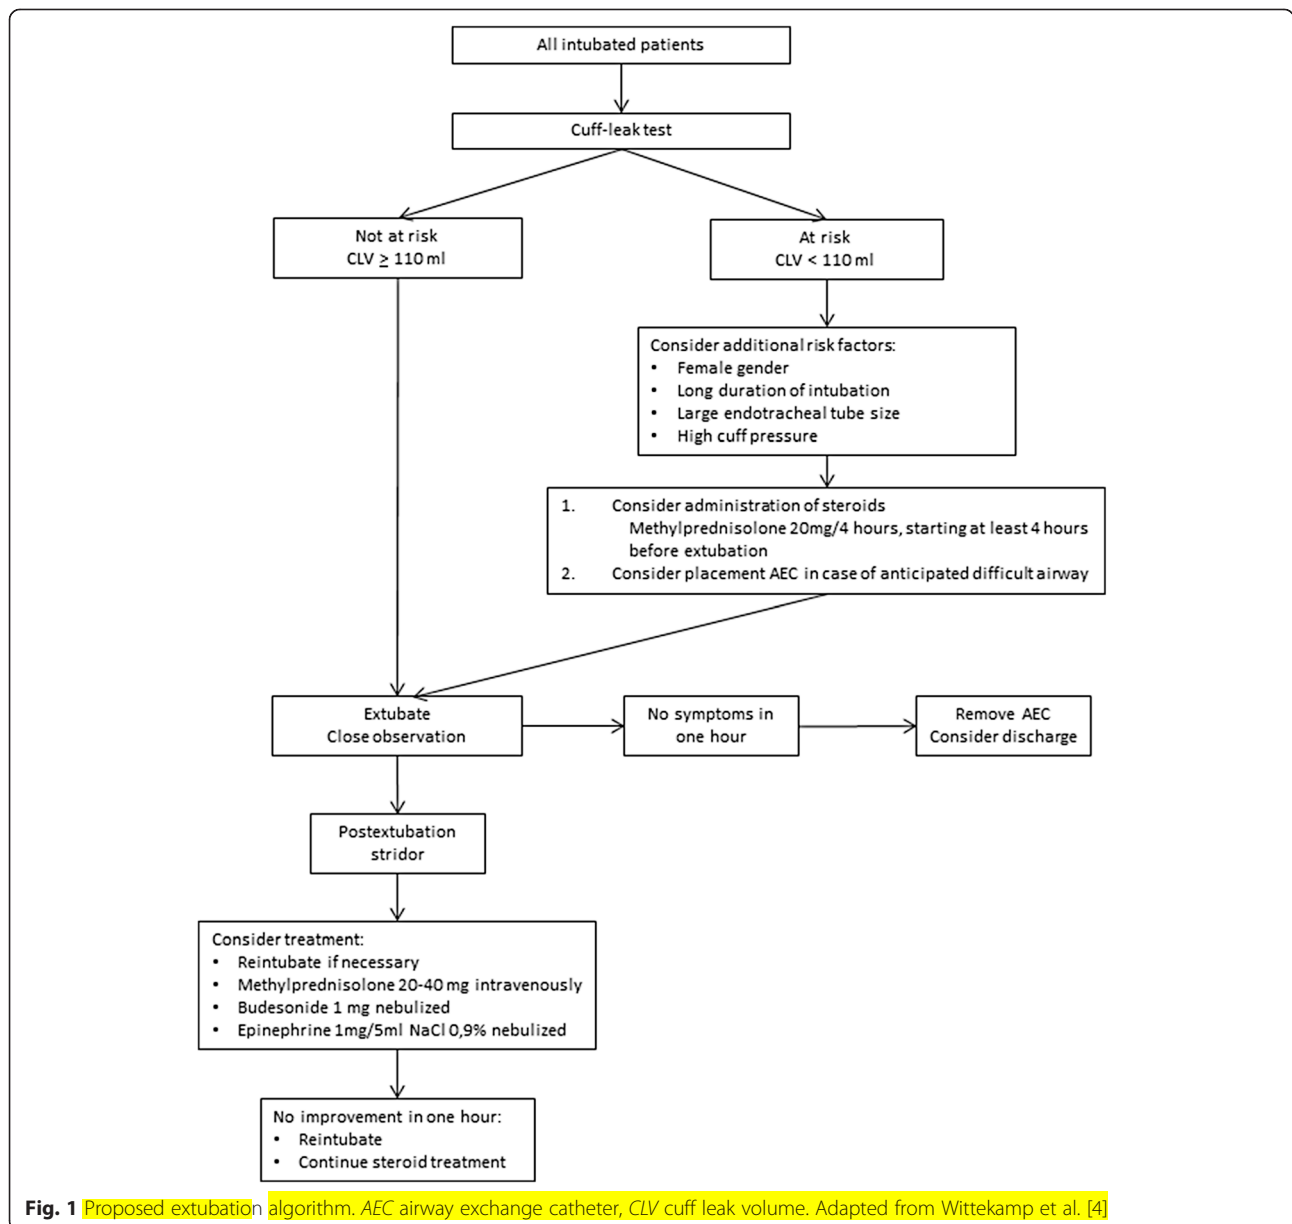 All intubated patients
Cuff-leak test
Not at risk
CLV ≥ 110 ml
At risk
CLV < 110 ml
Consider additional risk factors:
• Female gender
• Long duration of intubation
• Large endotracheal tube size
• High cuff pressure
1. Consider administration of steroids
Methylprednisolone 20mg/4 hours, starting at least 4 hours
before extubation
2. Consider placement AEC in case of anticipated difficult airway
Extubate
Close observation
No symptoms in
one hour
Remove AEC
Consider discharge
Postextubation
stridor
Consider treatment:
• Reintubate if necessary
• Methylprednisolone 20-40 mg intravenously
• Budesonide 1 mg nebulized
• Epinephrine 1mg/5ml NaCl 0,9% nebulized
No improvement in one hour:
• Reintubate
• Continue steroid treatment
Fig. 1 Proposed extubation algorithm. AEC airway exchange catheter, CLV cuff leak volume. Adapted from Wittekamp et al. [4]